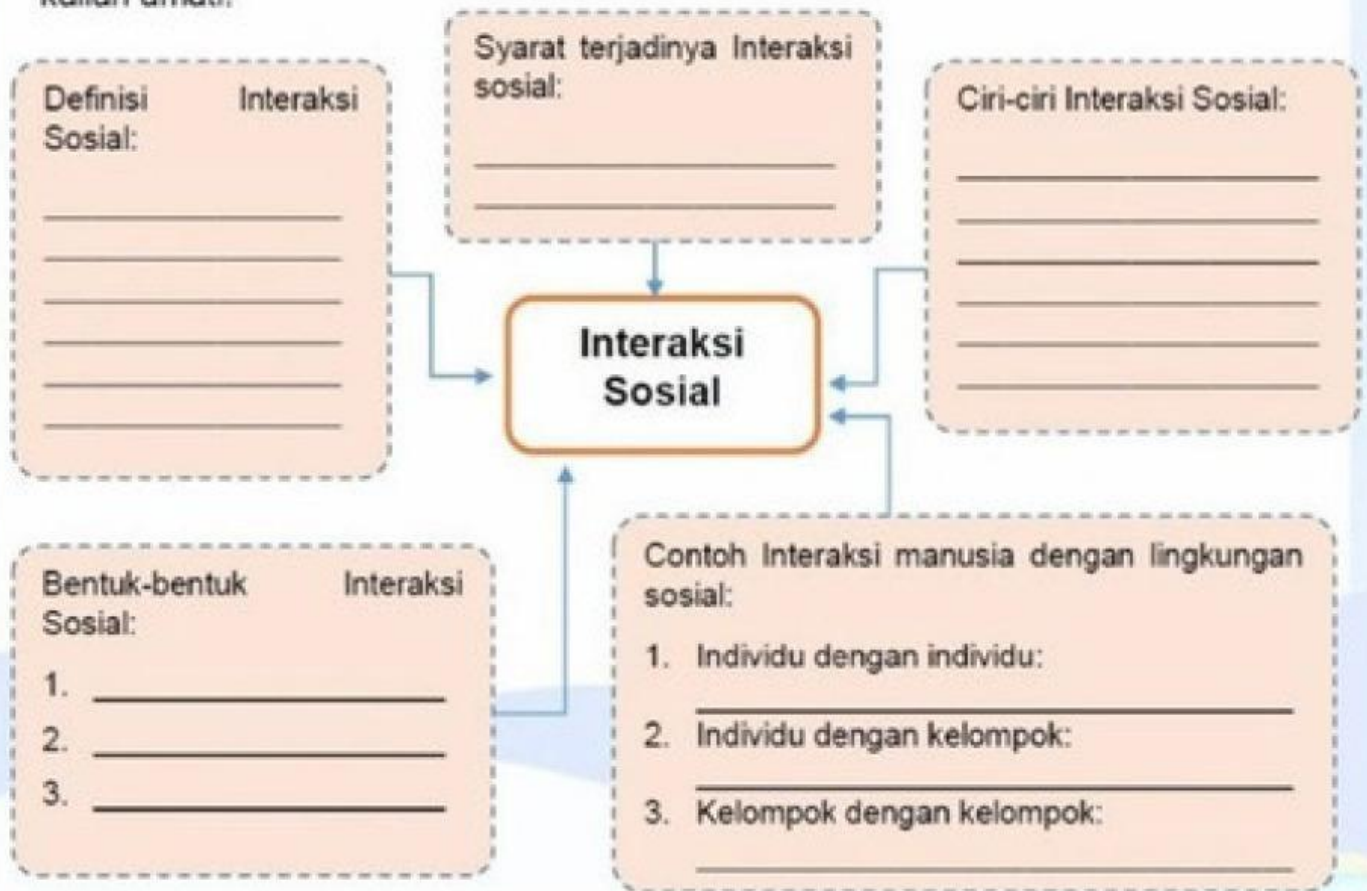 Syarat terjadinya Interaksi
sosial:
Definisi Interaksi
Sosial:
Ciri-ciri Interaksi Sosial:
Interaksi
Sosial
Bentuk-bentuk Interaksi
Sosial:
1.
2.
3.
Contoh Interaksi manusia dengan lingkungan
sosial:
1. Individu dengan individu:
2. Individu dengan kelompok:
3. Kelompok dengan kelompok: